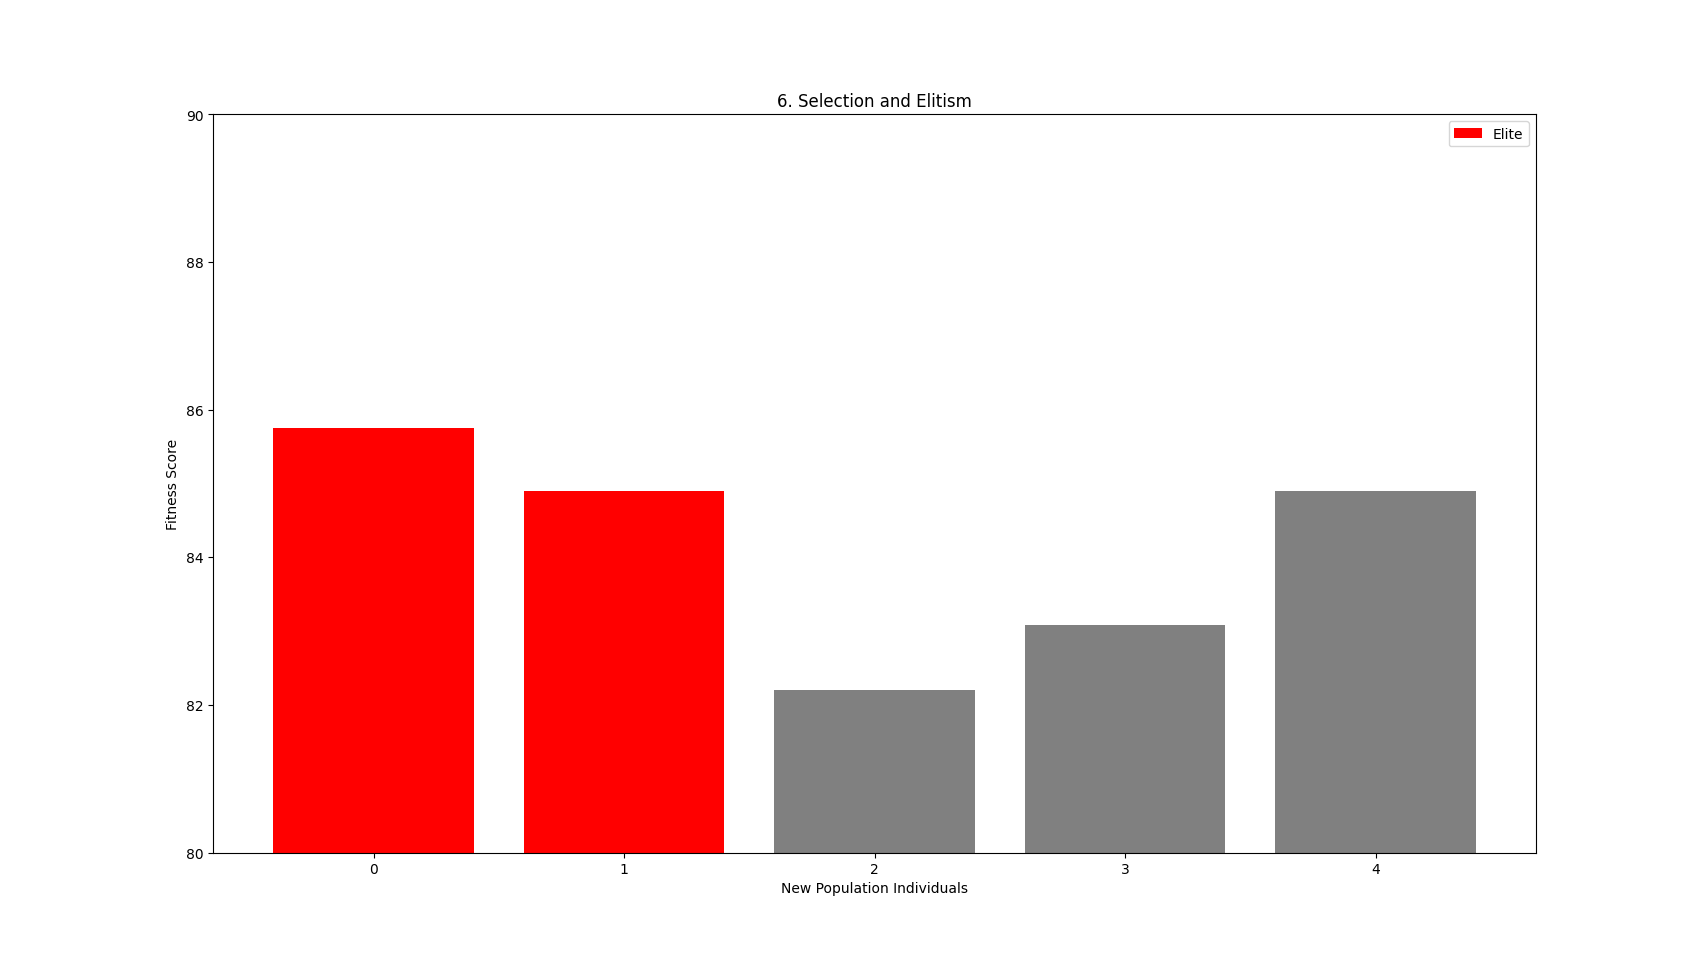 6. Selection and Elitism
Elite
90
88
86
84
82
80
Fitness Score
0 1 2 3 4
New Population Individuals